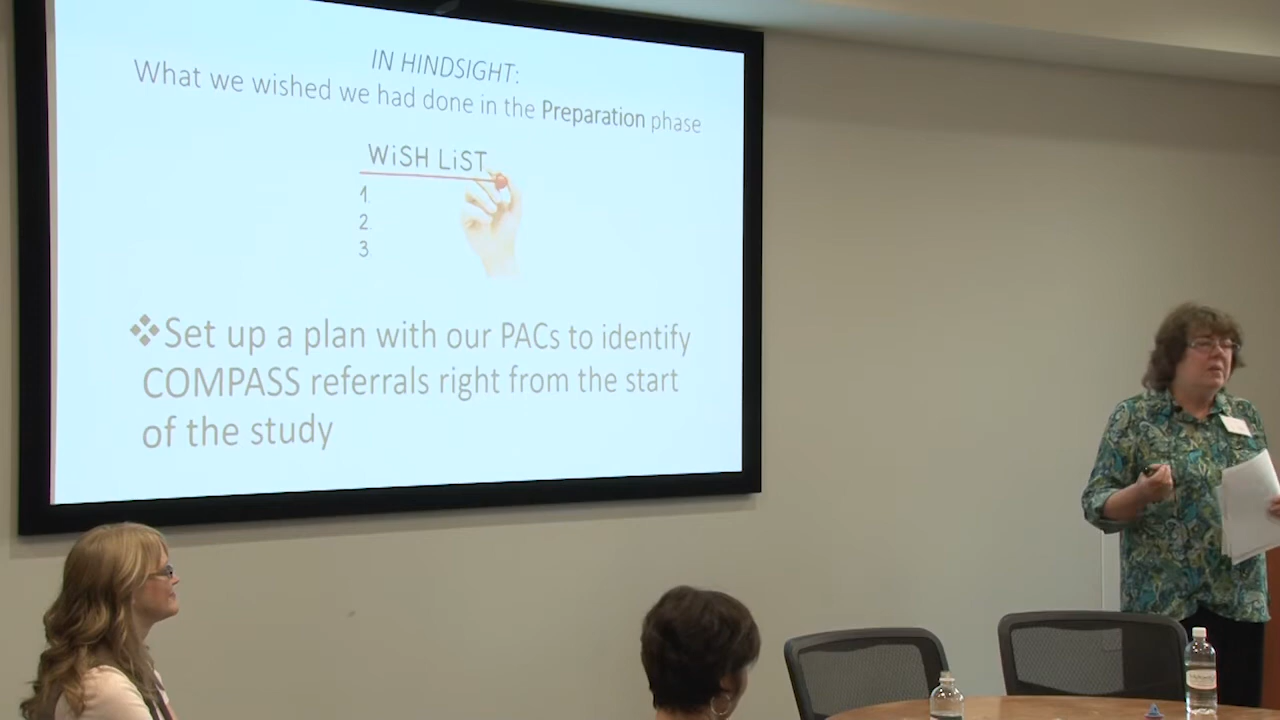 IN HINDSIGHT:
What we wished we had done in the Preparation phase
WiSH LiST
1.
2.
3
❖Set up a plan with our PACs to identify
COMPASS referrals right from the start
of the study